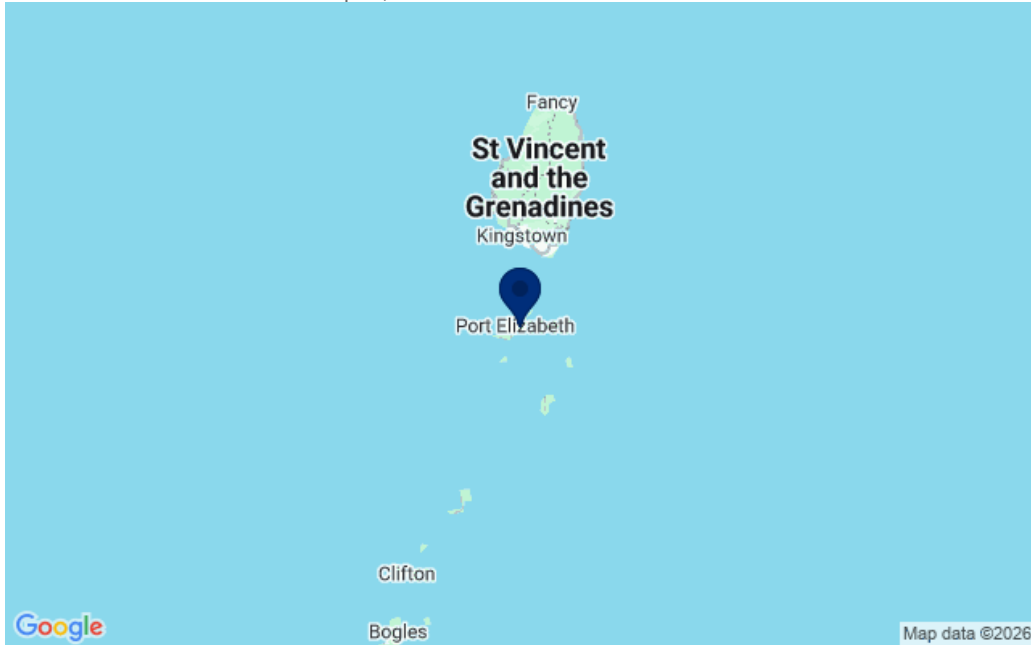 Fancy
St Vincent
and the
Grenadines
Kingstown
Port Elizabeth
Clifton
Bogles
Google
Map data ©2026